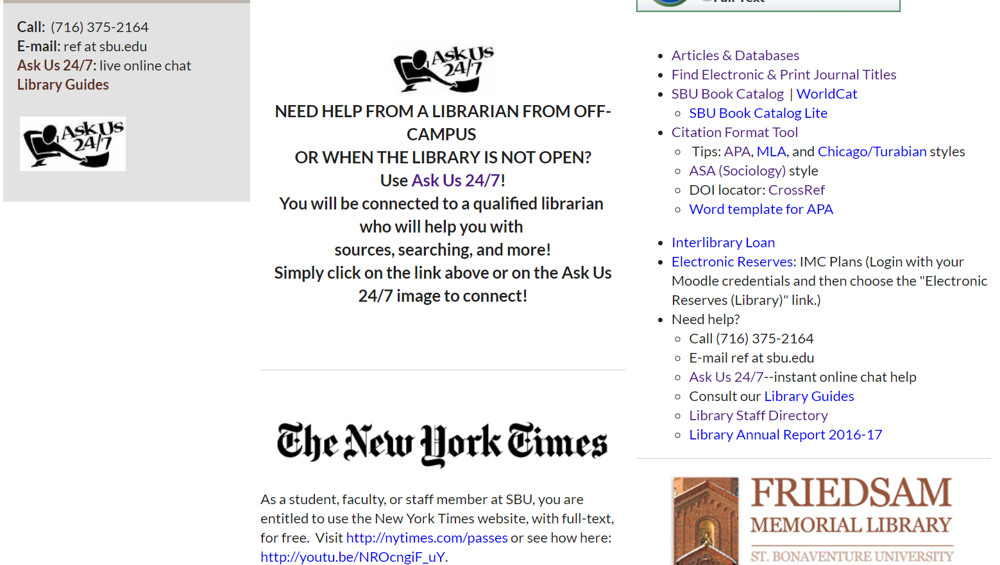 Call: (716) 375-2164
E-mail: ref at sbu.edu
Ask Us 24/7: live online chat
Library Guides
Ask Us
24/7
Ask Us
24/7
NEED HELP FROM A LIBRARIAN FROM OFF-
CAMPUS
OR WHEN THE LIBRARY IS NOT OPEN?
Use Ask Us 24/7!
You will be connected to a qualified librarian
who will help you with
sources, searching, and more!
Simply click on the link above or on the Ask Us
24/7 image to connect!
The New York Times
As a student, faculty, or staff member at SBU, you are
entitled to use the New York Times website, with full-text,
for free.  Visit http://nytimes.com/passes or see how here:
http://youtu.be/NROcngiF_uY.
Full Text
Articles & Databases
Find Electronic & Print Journal Titles
SBU Book Catalog | WorldCat
SBU Book Catalog Lite
Citation Format Tool
Tips: APA, MLA, and Chicago/Turabian styles
ASA (Sociology) style
DOI locator: CrossRef
Word template for APA
Interlibrary Loan
Electronic Reserves: IMC Plans (Login with your
Moodle credentials and then choose the "Electronic
Reserves (Library)" link.)
Need help?
Call (716) 375-2164
E-mail ref at sbu.edu
Ask Us 24/7--instant online chat help
Consult our Library Guides
Library Staff Directory
Library Annual Report 2016-17
FRIEDSAM
MEMORIAL LIBRARY
ST. BONAVENTURE UNIVERSITY